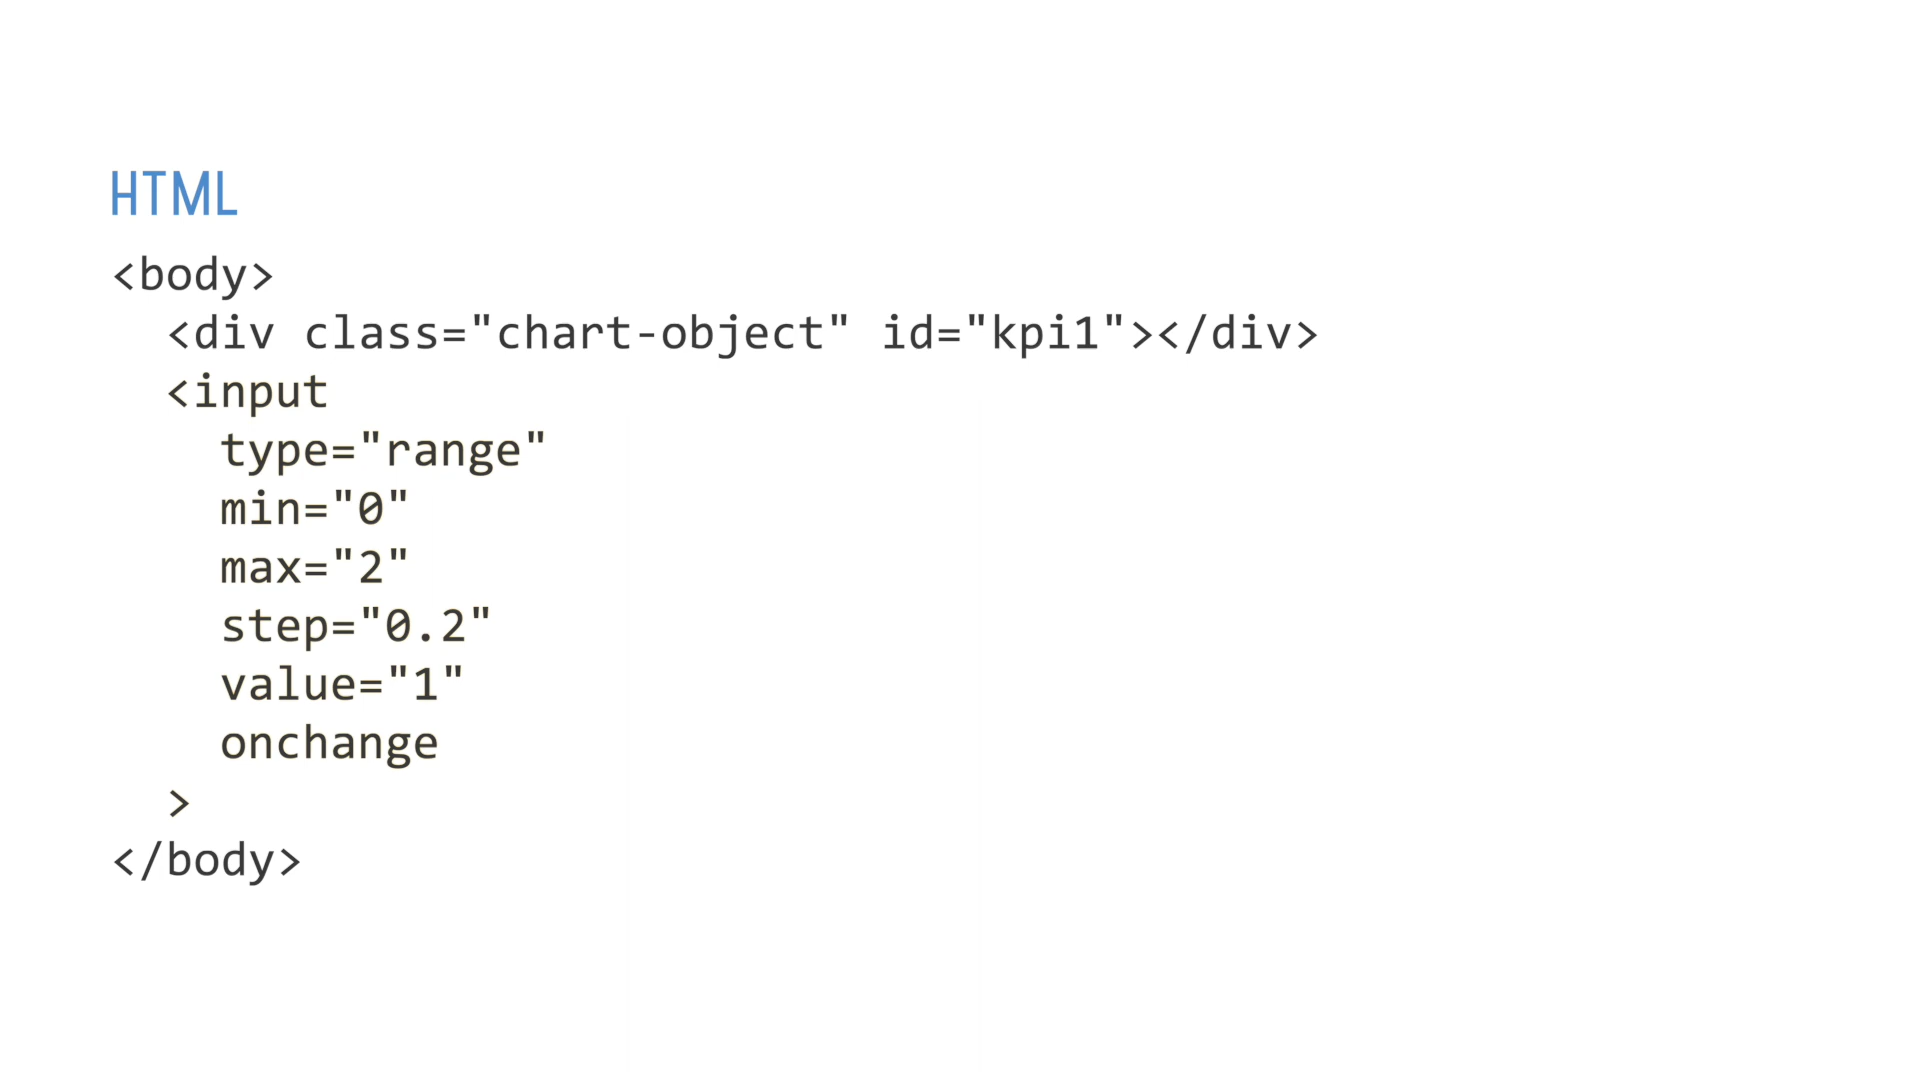 HTML
<body>
<div class="chart-object" id="kpi1"></div>
<input
type="range"
min="0"
max="2"
step="0.2"
value="1"
onchange
>
</body>